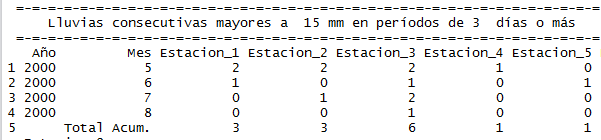 ==========================================================================
Lluvias consecutivas mayores a  15 mm en períodos de 3  días o más
==========================================================================
Año         Mes Estacion_1 Estacion_2 Estacion_3 Estacion_4 Estacion_5
1 2000           5          2          2          2          1          0
2 2000           6          1          0          1          0          1
3 2000           7          0          1          2          0          0
4 2000           8          0          0          1          0          0
5      Total Acum.          3          3          6          1          1